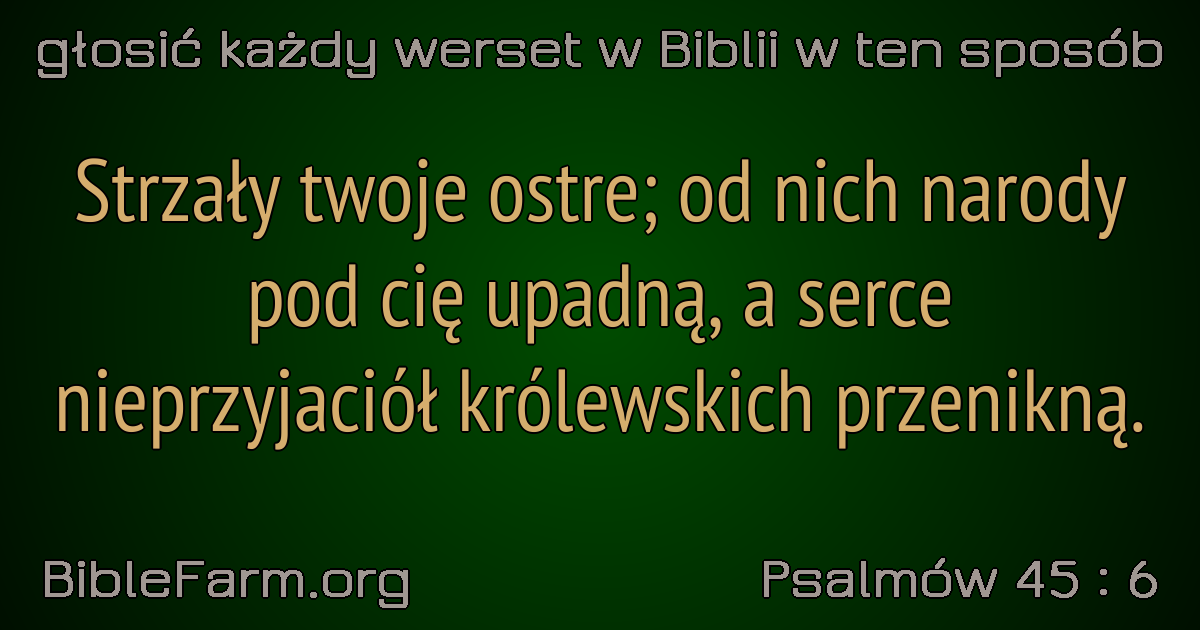 głosić każdy werset w Biblii w ten sposób
Strzały twoje ostre; od nich narody
pod cię upadną, a serce
nieprzyjaciół królewskich przenikną.
BibleFarm.org
Psalmów 45 : 6